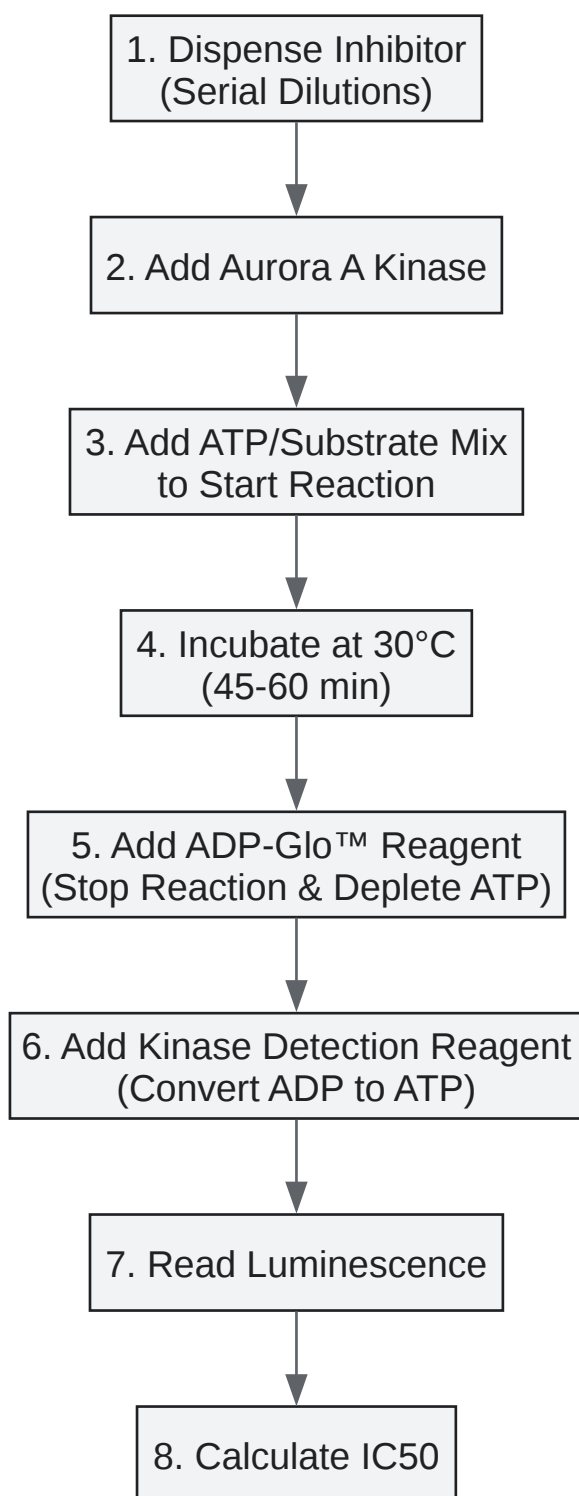 1. Dispense Inhibitor
(Serial Dilutions)
2. Add Aurora A Kinase
3. Add ATP/Substrate Mix
to Start Reaction
4. Incubate at 30°C
(45-60 min)
5. Add ADP-Glo™ Reagent
(Stop Reaction & Deplete ATP)
6. Add Kinase Detection Reagent
(Convert ADP to ATP)
7. Read Luminescence
8. Calculate IC50